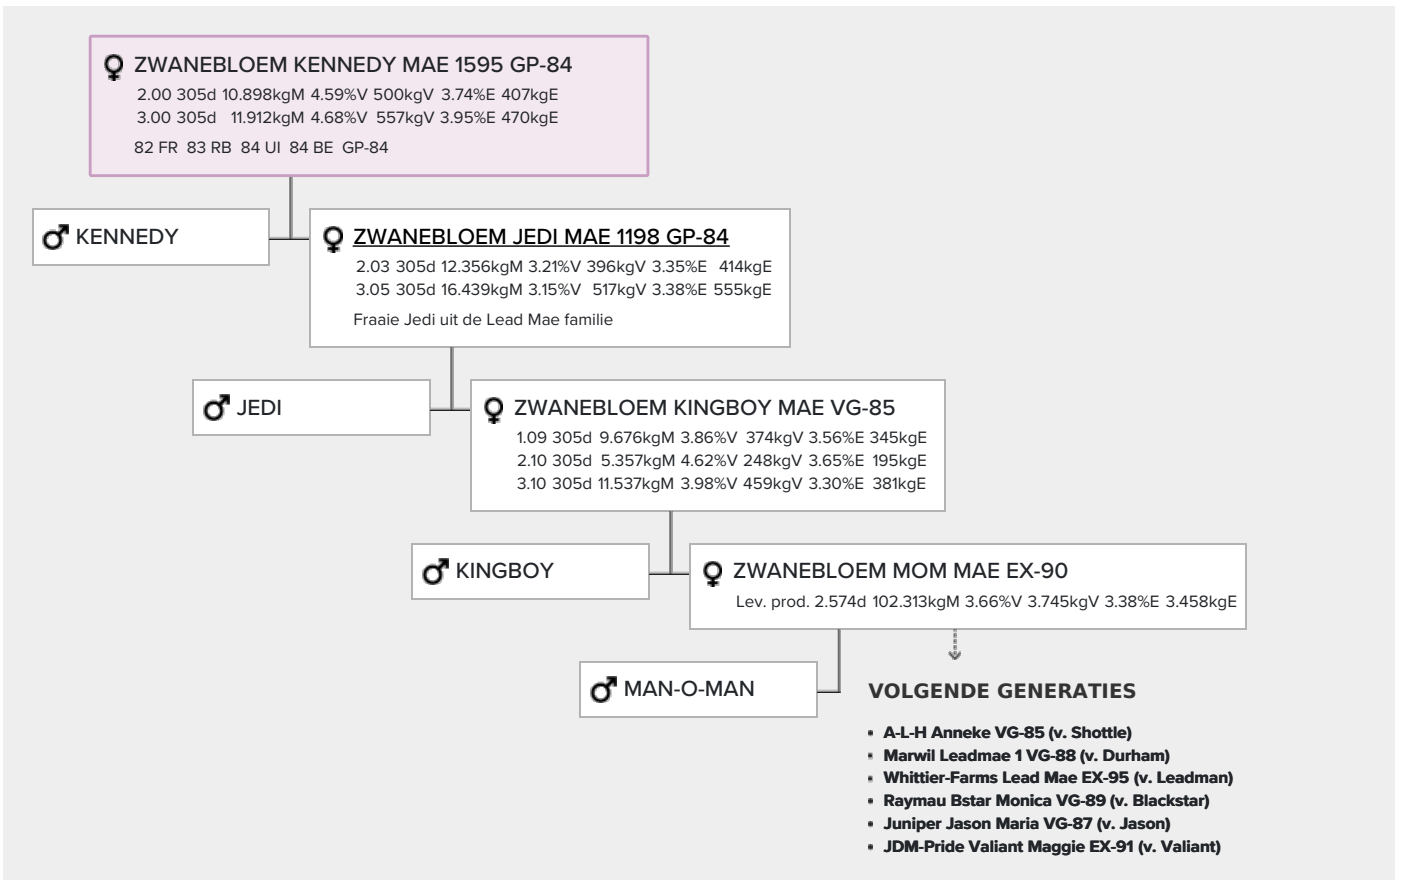 ZWANEBLOEM KENNEDY MAE 1595 GP-84
2.00 305d 10.898kgM 4.59%V 500kgV 3.74%E 407kgE
3.00 305d 11.912kgM 4.68%V 557kgV 3.95%E 470kgE
82 FR 83 RB 84 UI 84 BE GP-84
KENNEDY
ZWANEBLOEM JEDI MAE 1198 GP-84
2.03 305d 12.356kgM 3.21%V 396kgV 3.35%E 414kgE
3.05 305d 16.439kgM 3.15%V 517kgV 3.38%E 555kgE
Fraaie Jedi uit de Lead Mae familie
JEDI
ZWANEBLOEM KINGBOY MAE VG-85
1.09 305d 9.676kgM 3.86%V 374kgV 3.56%E 345kgE
2.10 305d 5.357kgM 4.62%V 248kgV 3.65%E 195kgE
3.10 305d 11.537kgM 3.98%V 459kgV 3.30%E 381kgE
KINGBOY
ZWANEBLOEM MOM MAE EX-90
Lev. prod. 2.574d 102.313kgM 3.66%V 3.745kgV 3.38%E 3.458kgE
MAN-O-MAN
VOLGENDE GENERATIES
• A-L-H Anneke VG-85 (v. Shottle)
• Marwil Leadmae 1 VG-88 (v. Durham)
• Whittier-Farms Lead Mae EX-95 (v. Leadman)
• Raymau Bstar Monica VG-89 (v. Blackstar)
• Juniper Jason Maria VG-87 (v. Jason)
• JDM-Pride Valiant Maggie EX-91 (v. Valiant)